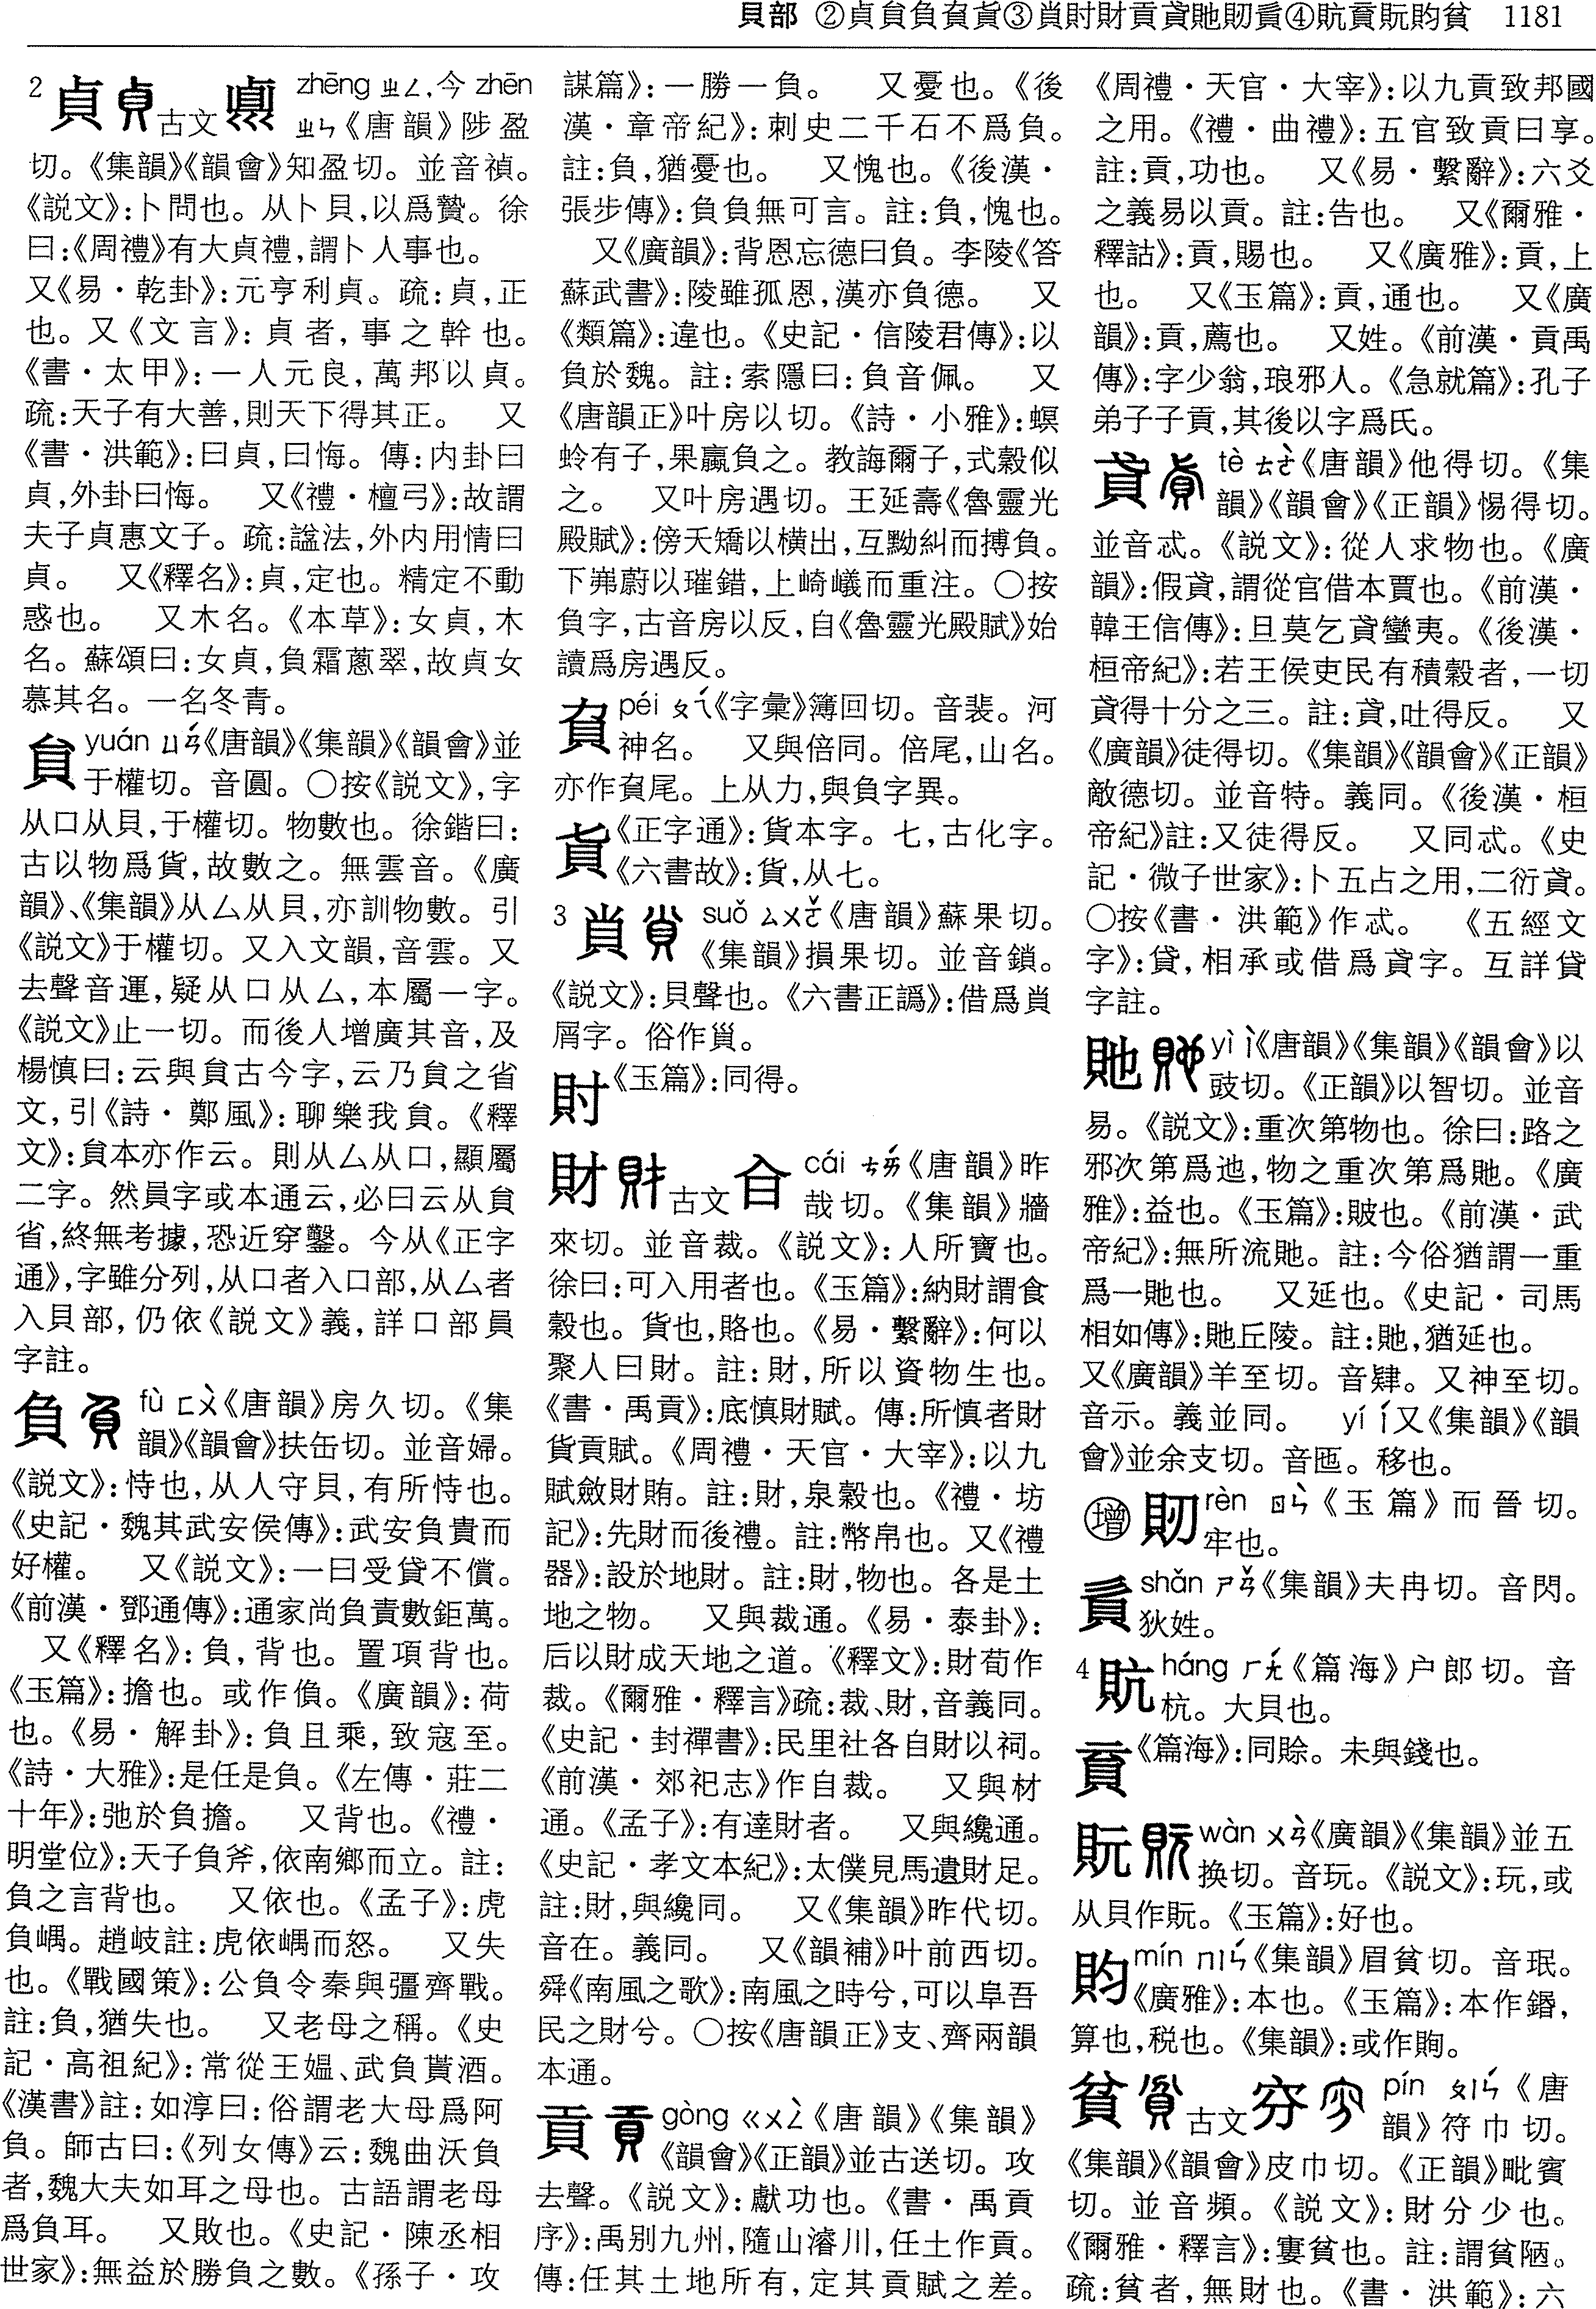 貝部 ②貞貟負㒷貨③𧴪𧴫財貢貣貤䝧𧴬④貥貢貦盷貧 1181
2 貞 古文 zhēng ㄓㄥ,今 zhēn
ㄓㄣ《唐韻》陟盈
切。《集韻》《韻會》知盈切。並音禎。
《説文》:卜問也。从卜貝,以爲贄。徐
曰:《周禮》有大貞禮,謂卜人事也。
又《易·乾卦》:元亨利貞。疏:貞,正
也。又《文言》:貞者,事之幹也。
《書·太甲》:一人元良,萬邦以貞。
疏:天子有大善,則天下得其正。 又
《書·洪範》:曰貞,曰悔。傳:内卦曰
貞,外卦曰悔。 又《禮·檀弓》:故謂
夫子貞惠文子。疏:諡法,外内用情曰
貞。 又《釋名》:貞,定也。精定不動
惑也。 又木名。《本草》:女貞,木
名。蘇頌曰:女貞,負霜蔥翠,故貞女
慕其名。一名冬青。
貟 yuán ㄩㄢˊ《唐韻》《集韻》《韻會》並
于權切。音圓。○按《説文》,字
从口从貝,于權切。物數也。徐鍇曰:
古以物爲貨,故數之。無雲音。《廣
韻》、《集韻》从厶从貝,亦訓物數。引
《説文》于權切。又入文韻,音雲。又
去聲音運,疑从口从厶,本屬一字。
《説文》止一切。而後人增廣其音,及
楊慎曰:云與貟古今字,云乃貟之省
文,引《詩·鄭風》:聊樂我貟。《釋
文》:貟本亦作云。則从厶从口,顯屬
二字。然員字或本通云,必曰云从貟
省,終無考據,恐近穿鑿。今从《正字
通》,字雖分列,从口者入口部,从厶者
入貝部,仍依《説文》義,詳口部員
字註。
負 fù ㄈㄨˋ《唐韻》房久切。《集
韻》《韻會》扶缶切。並音婦。
《説文》:恃也,从人守貝,有所恃也。
《史記·魏其武安侯傳》:武安負貴而
好權。 又《説文》:一曰受貸不償。
《前漢·鄧通傳》:通家尚負責數鉅萬。
又《釋名》:負,背也。置項背也。
《玉篇》:擔也。或作偩。《廣韻》:荷
也。《易·解卦》:負且乘,致寇至。
《詩·大雅》:是任是負。《左傳·莊二
十年》:弛於負擔。 又背也。《禮·
明堂位》:天子負斧,依南鄉而立。註:
負之言背也。 又依也。《孟子》:虎
負嵎。趙岐註:虎依嵎而怒。 又失
也。《戰國策》:公負令秦與彊齊戰。
註:負,猶失也。 又老母之稱。《史
記·高祖紀》:常從王媼、武負貰酒。
《漢書》註:如淳曰:俗謂老大母爲阿
負。師古曰:《列女傳》云:魏曲沃負
者,魏大夫如耳之母也。古語謂老母
爲負耳。 又敗也。《史記·陳丞相
世家》:無益於勝負之數。《孫子·攻
謀篇》:一勝一負。 又憂也。《後
漢·章帝紀》:刺史二千石不爲負。
註:負,猶憂也。 又愧也。《後漢·
張步傳》:負負無可言。註:負,愧也。
又《廣韻》:背恩忘德曰負。李陵《答
蘇武書》:陵雖孤恩,漢亦負德。 又
《類篇》:違也。《史記·信陵君傳》:以
負於魏。註:索隱曰:負音佩。 又
《唐韻正》叶房以切。《詩·小雅》:螟
蛉有子,果蠃負之。教誨爾子,式穀似
之。 又叶房遇切。王延壽《魯靈光
殿賦》:傍夭矯以橫出,互黝糾而搏負。
下岪蔚以璀錯,上崎嶬而重注。○按
負字,古音房以反,自《魯靈光殿賦》始
讀爲房遇反。
péi ㄆㄟˊ《字彙》簿回切。音裴。河
神名。 又與倍同。倍尾,山名。
亦作尾。上从力,與負字異。
《正字通》:貨本字。七,古化字。
《六書故》:貨,从七。
3 suǒ ㄙㄨㄛˇ《唐韻》蘇果切。
《集韻》損果切。並音鎖。
《説文》:貝聲也。《六書正譌》:借爲
屑字。俗作𧴪。
《玉篇》:同得。
財 古文 cái ㄘㄞˊ《唐韻》昨
哉切。《集韻》牆
來切。並音裁。《説文》:人所寶也。
徐曰:可入用者也。《玉篇》:納財謂食
穀也。貨也,賂也。《易·繫辭》:何以
聚人曰財。註:財,所以資物生也。
《書·禹貢》:底慎財賦。傳:所慎者財
貨貢賦。《周禮·天官·大宰》:以九
賦斂財賄。註:財,泉穀也。《禮·坊
記》:先財而後禮。註:幣帛也。又《禮
器》:設於地財。註:財,物也。各是土
地之物。 又與裁通。《易·泰卦》:
后以財成天地之道。《釋文》:財荀作
裁。《爾雅·釋言》疏:裁、財,音義同。
《史記·封禪書》:民里社各自財以祠。
《前漢·郊祀志》作自裁。 又與材
通。《孟子》:有達財者。 又與纔通。
《史記·孝文本紀》:太僕見馬遺財足。
註:財,與纔同。 又《集韻》昨代切。
音在。義同。 又《韻補》叶前西切。
舜《南風之歌》:南風之時兮,可以阜吾
民之財兮。○按《唐韻正》支、齊兩韻
本通。
貢 gòng ㄍㄨㄥˋ《唐韻》《集韻》
《韻會》《正韻》並古送切。攻
去聲。《説文》:獻功也。《書·禹貢
序》:禹別九州,隨山濬川,任土作貢。
傳:任其土地所有,定其貢賦之差。
《周禮·天官·大宰》:以九貢致邦國
之用。《禮·曲禮》:五官致貢曰享。
註:貢,功也。 又《易·繫辭》:六爻
之義易以貢。註:告也。 又《爾雅·
釋詁》:貢,賜也。 又《廣雅》:貢,上
也。 又《玉篇》:貢,通也。 又《廣
韻》:貢,薦也。 又姓。《前漢·貢禹
傳》:字少翁,琅邪人。《急就篇》:孔子
弟子子貢,其後以字爲氏。
貣 tè ㄊㄜˋ《唐韻》他得切。《集
韻》《韻會》《正韻》惕得切。
並音忒。《説文》:從人求物也。《廣
韻》:假貣,謂從官借本賈也。《前漢·
韓王信傳》:旦莫乞貣蠻夷。《後漢·
桓帝紀》:若王侯吏民有積穀者,一切
貣得十分之三。註:貣,吐得反。 又
《廣韻》徒得切。《集韻》《韻會》《正韻》
敵德切。並音特。義同。《後漢·桓
帝紀》註:又徒得反。 又同忒。《史
記·微子世家》:卜五占之用,二衍貣。
○按《書·洪範》作忒。 《五經文
字》:貸,相承或借爲貣字。互詳貸
字註。
貤 yì ㄧˋ《唐韻》《集韻》《韻會》以
豉切。《正韻》以智切。並音
易。《説文》:重次第物也。徐曰:路之
邪次第爲迆,物之重次第爲貤。《廣
雅》:益也。《玉篇》:貱也。《前漢·武
帝紀》:無所流貤。註:今俗猶謂一重
爲一貤也。 又延也。《史記·司馬
相如傳》:貤丘陵。註:貤,猶延也。
又《廣韻》羊至切。音肄。又神至切。
音示。義並同。 yí ㄧˊ又《集韻》《韻
會》並余支切。音匜。移也。
增 rèn ㄖㄣˋ《玉篇》而晉切。
牢也。
shǎn ㄕㄢˇ《集韻》夫冉切。音閃。
狄姓。
4 貥 háng ㄏㄤˊ《篇海》户郎切。音
杭。大貝也。
《篇海》:同賒。未與錢也。
貦 wàn ㄨㄢˋ《廣韻》《集韻》並五
换切。音玩。《説文》:玩,或
从貝作貦。《玉篇》:好也。
mín ㄇㄧㄣˊ《集韻》眉貧切。音珉。
《廣雅》:本也。《玉篇》:本作鍲,
算也,税也。《集韻》:或作䝧。
貧 古文 pín ㄆㄧㄣˊ《唐
韻》符巾切。
《集韻》《韻會》皮巾切。《正韻》毗賓
切。並音頻。《説文》:財分少也。
《爾雅·釋言》:窶貧也。註:謂貧陋。
疏:貧者,無財也。《書·洪範》:六